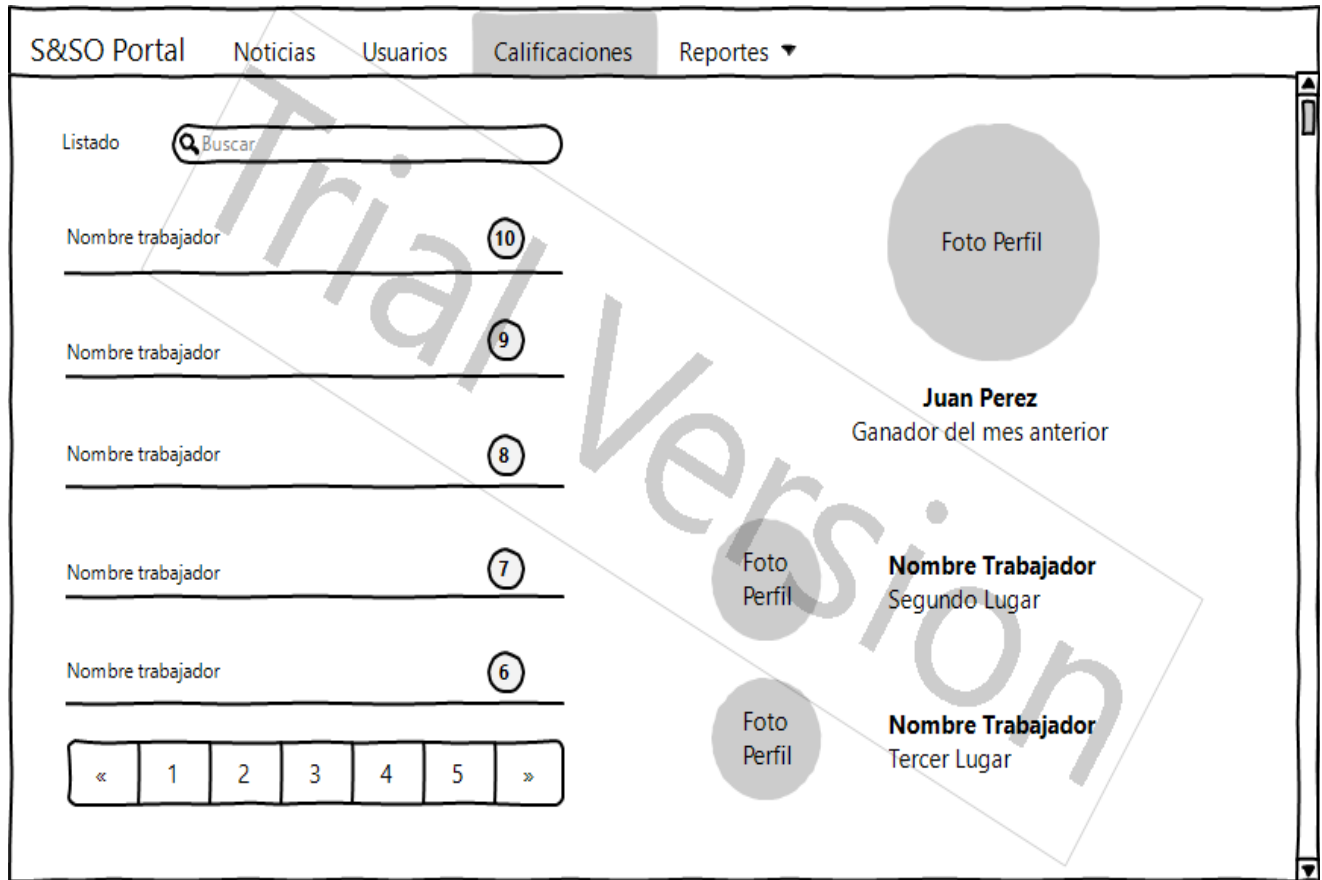 S&SO Portal Noticias Usuarios Calificaciones Reportes
Listado Buscar
Nombre trabajador 10
Nombre trabajador 9
Nombre trabajador 8
Nombre trabajador 7
Nombre trabajador 6
« 1 2 3 4 5 »
Foto Perfil
Juan Perez
Ganador del mes anterior
Foto
Perfil
Nombre Trabajador
Segundo Lugar
Foto
Perfil
Nombre Trabajador
Tercer Lugar
Trial Version